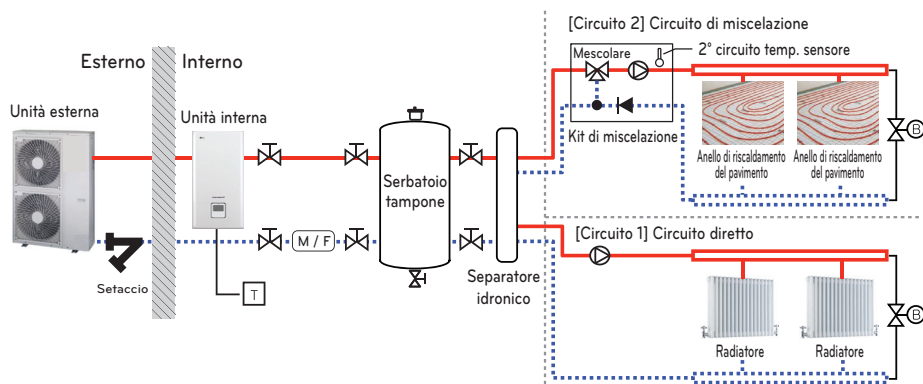 [Circuito 2] Circuito di miscelazione
Mescolare
2° circuito temp. sensore
Esterno
Interno
Unità esterna
Unità interna
Kit di miscelazione
Anello di riscaldamento
del pavimento
Anello di riscaldamento
del pavimento
B
Serbatoio
tampone
M / F
[Circuito 1] Circuito diretto
Setaccio
T
Separatore
idronico
B
Radiatore
Radiatore